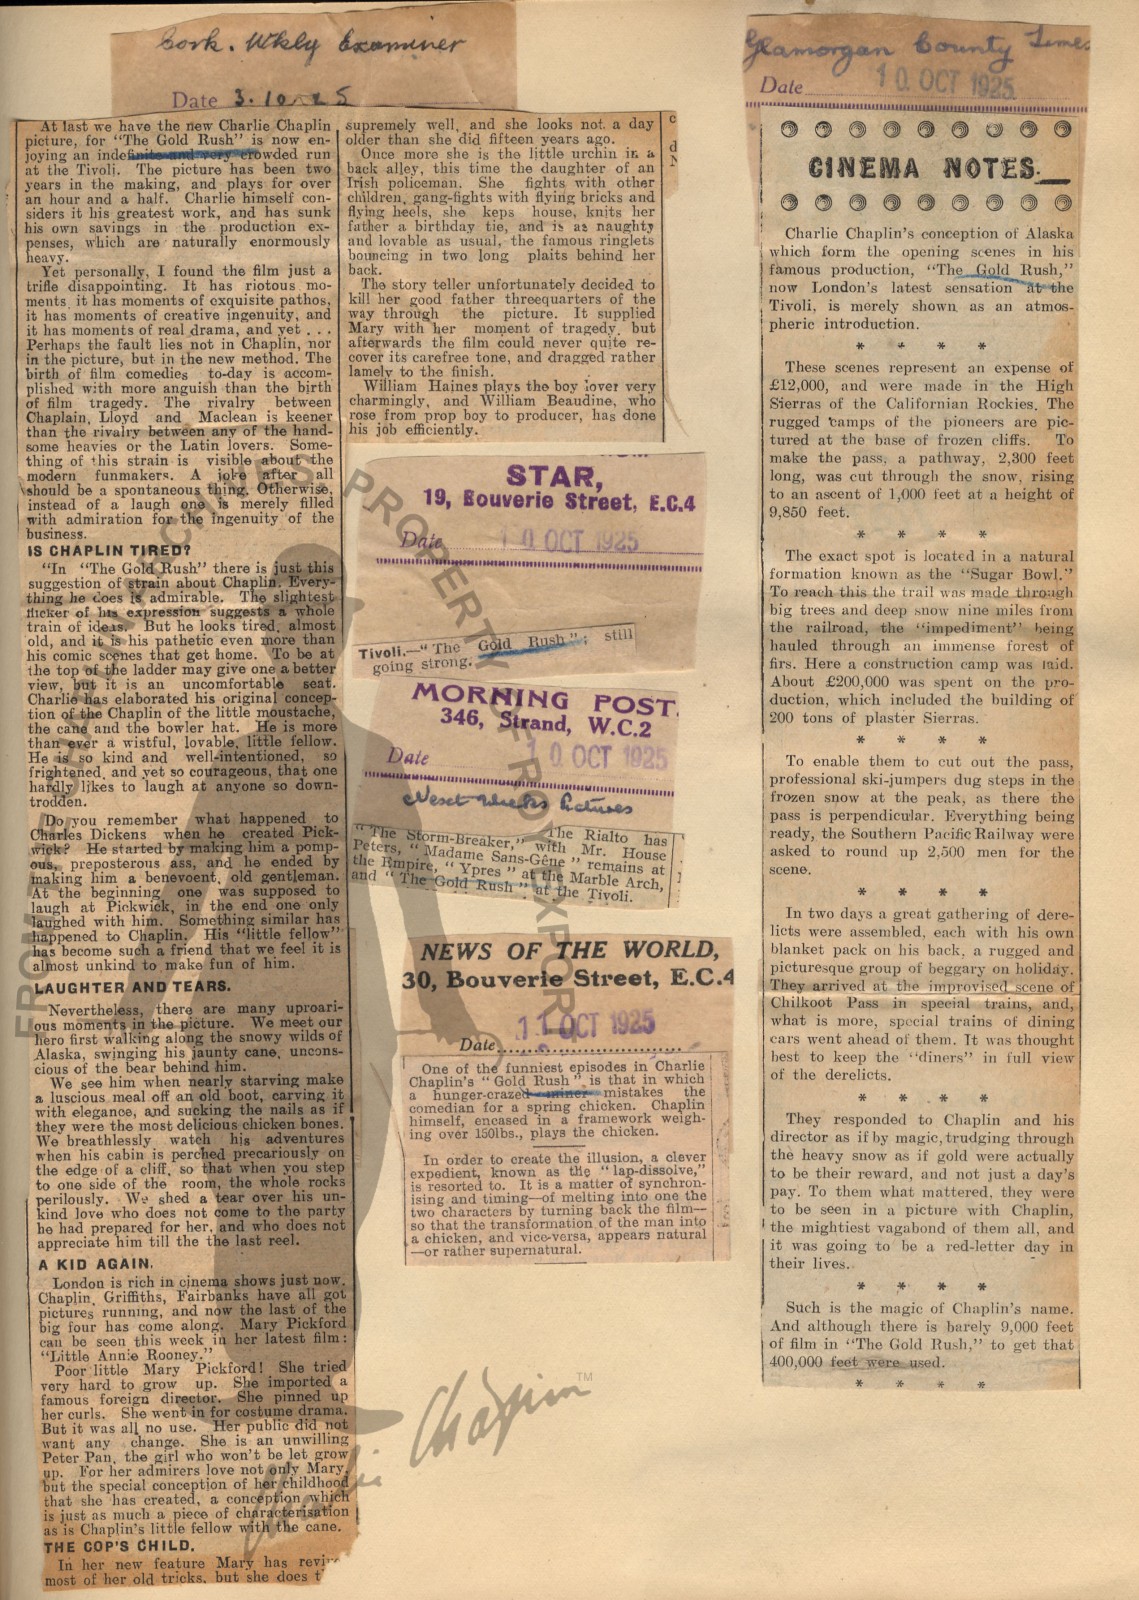 Cork. Wkly Examiner
Date 3.10.25
At last we have the new Charlie Chaplin
picture, for "The Gold Rush" is now en-
joying an indefinite and very crowded run
at the Tivoli. The picture has been two
years in the making, and plays for over
an hour and a half. Charlie himself con-
siders it his greatest work, and has sunk
his own savings in the production ex-
penses, which are naturally enormously
heavy.
Yet personally, I found the film just a
trifle disappointing. It has riotous mo-
ments, it has moments of exquisite pathos,
it has moments of creative ingenuity, and
it has moments of real drama, and yet . . .
Perhaps the fault lies not in Chaplin, nor
in the picture, but in the new method. The
birth of film comedies to-day is accom-
plished with more anguish than the birth
of film tragedy. The rivalry between
Chaplain, Lloyd and Maclean is keener
than the rivalry between any of the hand-
some heavies or the Latin lovers. Some-
thing of this strain is visible about the
modern funmakers. A joke after all
should be a spontaneous thing. Otherwise,
instead of a laugh one is merely filled
with admiration for the ingenuity of the
business.
IS CHAPLIN TIRED?
"In "The Gold Rush" there is just this
suggestion of strain about Chaplin. Every-
thing he does is admirable. The slightest
flicker of his expression suggests a whole
train of ideas. But he looks tired, almost
old, and it is his pathetic even more than
his comic scenes that get home. To be at
the top of the ladder may give one a better
view, but it is an uncomfortable seat.
Charlie has elaborated his original concep-
tion of the Chaplin of the little moustache,
the cane and the bowler hat. He is more
than ever a wistful, lovable, little fellow.
He is so kind and well-intentioned, so
frightened, and yet so courageous, that one
hardly likes to laugh at anyone so down-
trodden.
Do you remember what happened to
Charles Dickens when he created Pick-
wick? He started by making him a pomp-
ous, preposterous ass, and he ended by
making him a benevoent, old gentleman.
At the beginning one was supposed to
laugh at Pickwick, in the end one only
laughed with him. Something similar has
happened to Chaplin. His "little fellow"
has become such a friend that we feel it is
almost unkind to make fun of him.
LAUGHTER AND TEARS.
Nevertheless, there are many uproari-
ous moments in the picture. We meet our
hero first walking along the snowy wilds of
Alaska, swinging his jaunty cane, uncons-
cious of the bear behind him.
We see him when nearly starving make
a luscious meal off an old boot, carving it
with elegance, and sucking the nails as if
they were the most delicious chicken bones.
We breathlessly watch his adventures
when his cabin is perched precariously on
the edge of a cliff, so that when you step
to one side of the room, the whole rocks
perilously. We shed a tear over his un-
kind love who does not come to the party
he had prepared for her, and who does not
appreciate him till the the last reel.
A KID AGAIN.
London is rich in cinema shows just now.
Chaplin, Griffiths, Fairbanks have all got
pictures running, and now the last of the
big four has come along. Mary Pickford
can be seen this week in her latest film:
"Little Annie Rooney."
Poor little Mary Pickford! She tried
very hard to grow up. She imported a
famous foreign director. She pinned up
her curls. She went in for costume drama.
But it was all no use. Her public did not
want any change. She is an unwilling
Peter Pan, the girl who won't be let grow
up. For her admirers love not only Mary,
but the special conception of her childhood
that she has created, a conception which
is just as much a piece of characterisation
as is Chaplin's little fellow with the cane.
THE COP'S CHILD.
In her new feature Mary has revi
most of her old tricks, but she does t
supremely well, and she looks not a day
older than she did fifteen years ago.
Once more she is the little urchin in a
back alley, this time the daughter of an
Irish policeman. She fights with other
children, gang-fights with flying bricks and
flying heels, she keps house, knits her
father a birthday tie, and is as naughty
and lovable as usual, the famous ringlets
bouncing in two long plaits behind her
back.
The story teller unfortunately decided to
kill her good father threequarters of the
way through the picture. It supplied
Mary with her moment of tragedy, but
afterwards the film could never quite re-
cover its carefree tone, and dragged rather
lamely to the finish.
William Haines plays the boy lover very
charmingly, and William Beaudine, who
rose from prop boy to producer, has done
his job efficiently.
STAR,
19, Bouverie Street, E.C.4
Date 10 OCT 1925
Tivoli.—"The Gold Rush"; still
going strong.
MORNING POST.
346, Strand, W.C.2
Date 10 OCT 1925
Next Weeks Pictures
The Rialto has
"The Storm-Breaker," with Mr. House
Peters, "Madame Sans-Gêne" remains at
the Empire, "Ypres" at the Marble Arch,
and "The Gold Rush" at the Tivoli.
NEWS OF THE WORLD,
30, Bouverie Street, E.C.4
Date 11 OCT 1925
One of the funniest episodes in Charlie
Chaplin's "Gold Rush" is that in which
a hunger-crazed miner mistakes the
comedian for a spring chicken. Chaplin
himself, encased in a framework weigh-
ing over 150lbs., plays the chicken.
In order to create the illusion, a clever
expedient, known as the "lap-dissolve,"
is resorted to. It is a matter of synchron-
ising and timing—of melting into one the
two characters by turning back the film—
so that the transformation of the man into
a chicken, and vice-versa, appears natural
—or rather supernatural.
Glamorgan County Times
Date 10 OCT 1925
CINEMA NOTES.
Charlie Chaplin's conception of Alaska
which form the opening scenes in his
famous production, "The Gold Rush,"
now London's latest sensation at the
Tivoli, is merely shown as an atmos-
pheric introduction.
* * * *
These scenes represent an expense of
£12,000, and were made in the High
Sierras of the Californian Rockies. The
rugged camps of the pioneers are pic-
tured at the base of frozen cliffs. To
make the pass, a pathway, 2,300 feet
long, was cut through the snow, rising
to an ascent of 1,000 feet at a height of
9,850 feet.
* * * *
The exact spot is located in a natural
formation known as the "Sugar Bowl."
To reach this the trail was made through
big trees and deep snow nine miles from
the railroad, the "impediment" being
hauled through an immense forest of
firs. Here a construction camp was laid.
About £200,000 was spent on the pro-
duction, which included the building of
200 tons of plaster Sierras.
* * * *
To enable them to cut out the pass,
professional ski-jumpers dug steps in the
frozen snow at the peak, as there the
pass is perpendicular. Everything being
ready, the Southern Pacific Railway were
asked to round up 2,500 men for the
scene.
* * * *
In two days a great gathering of dere-
licts were assembled, each with his own
blanket pack on his back, a rugged and
picturesque group of beggary on holiday.
They arrived at the improvised scene of
Chilkoot Pass in special trains, and,
what is more, special trains of dining
cars went ahead of them. It was thought
best to keep the "diners" in full view
of the derelicts.
* * * *
They responded to Chaplin and his
director as if by magic, trudging through
the heavy snow as if gold were actually
to be their reward, and not just a day's
pay. To them what mattered, they were
to be seen in a picture with Chaplin,
the mightiest vagabond of them all, and
it was going to be a red-letter day in
their lives.
* * * *
Such is the magic of Chaplin's name.
And although there is barely 9,000 feet
of film in "The Gold Rush," to get that
400,000 feet were used.
* * * *
Charlie Chaplin™